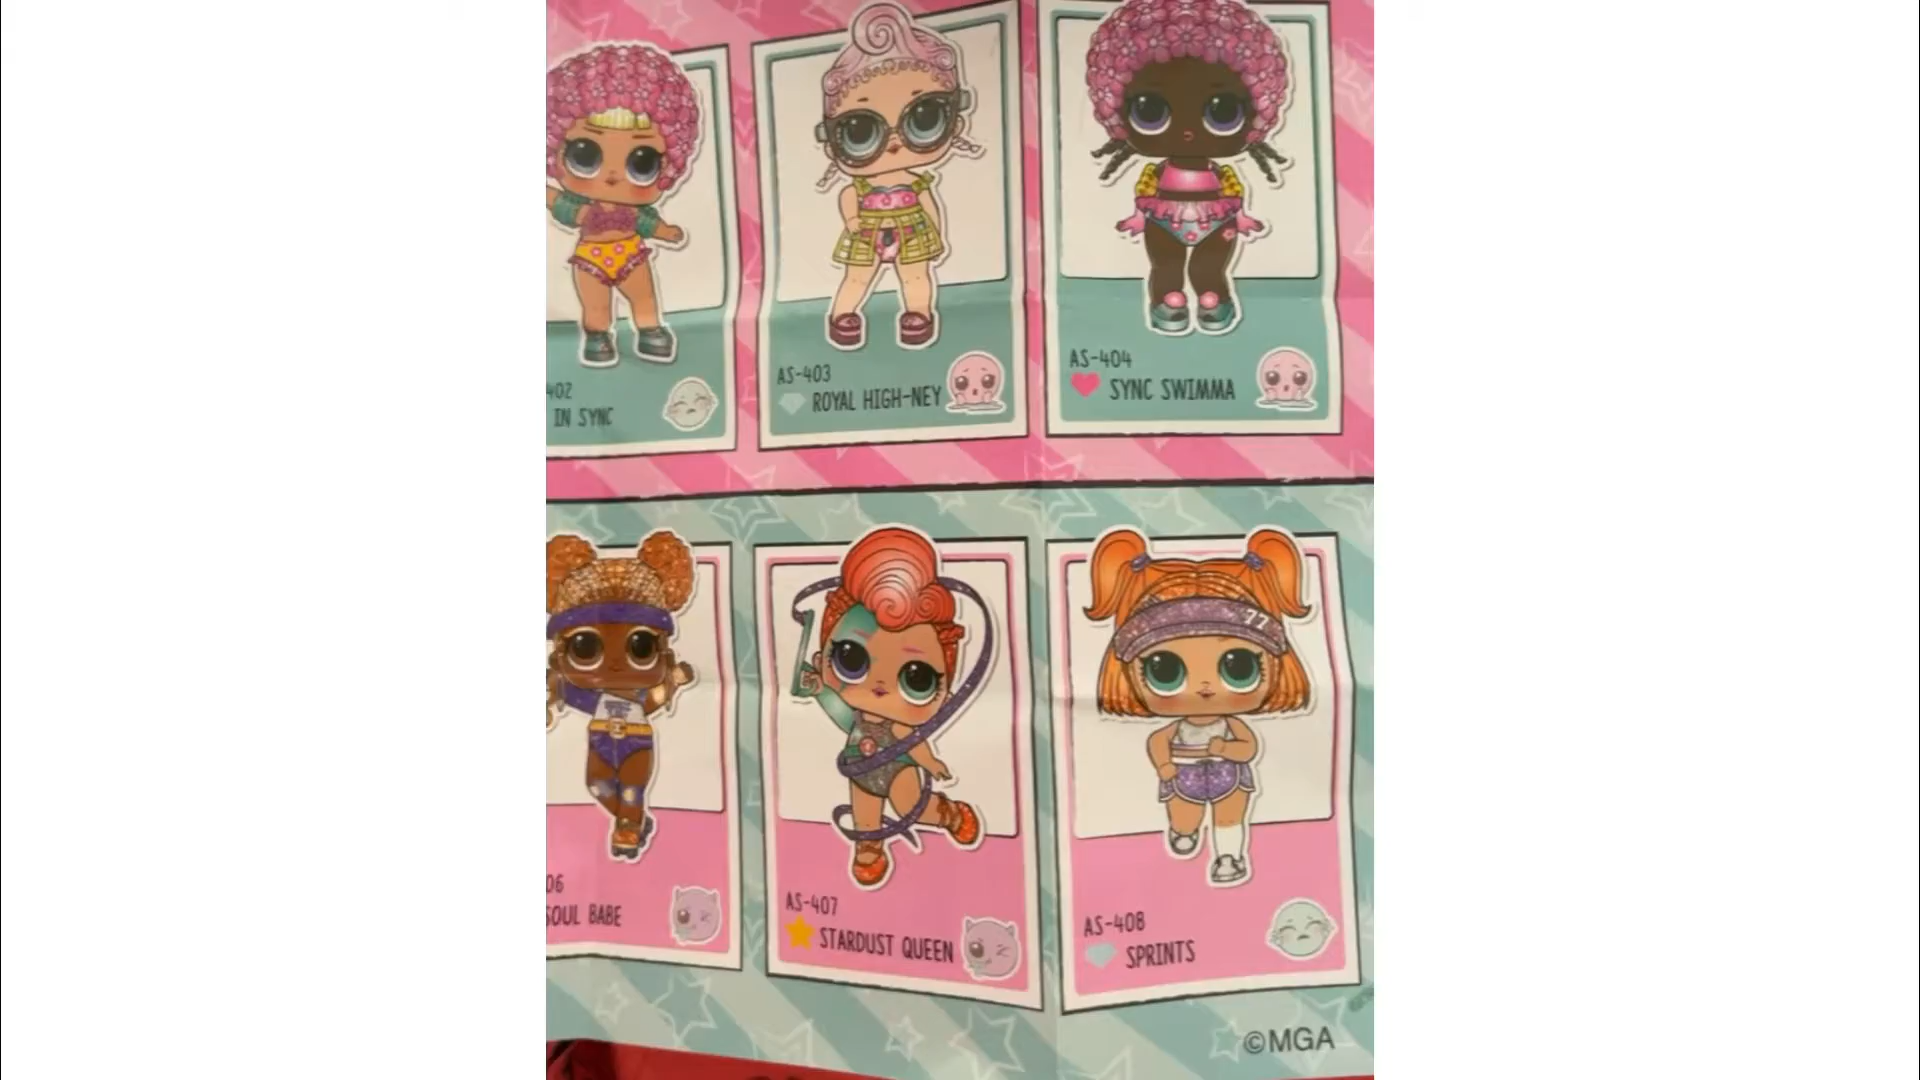 402
IN SYNC
AS-403
ROYAL HIGH-NEY
AS-404
SYNC SWIMMA
77
06
SOUL BABE
AS-407
STARDUST QUEEN
AS-408
SPRINTS
©MGA